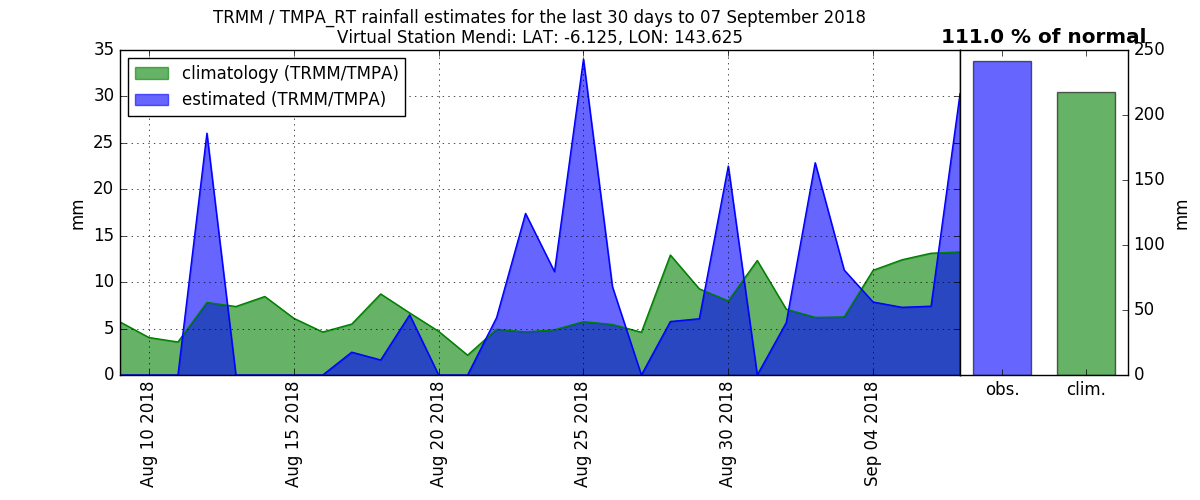 TRMM / TMPA_RT rainfall estimates for the last 30 days to 07 September 2018
Virtual Station Mendi: LAT: -6.125, LON: 143.625
111.0 % of normal
climatology (TRMM/TMPA)
estimated (TRMM/TMPA)
35
30
25
20
15
10
5
0
mm
Aug 10 2018
Aug 15 2018
Aug 20 2018
Aug 25 2018
Aug 30 2018
Sep 04 2018
obs.
clim.
250
200
150
100
50
0
mm